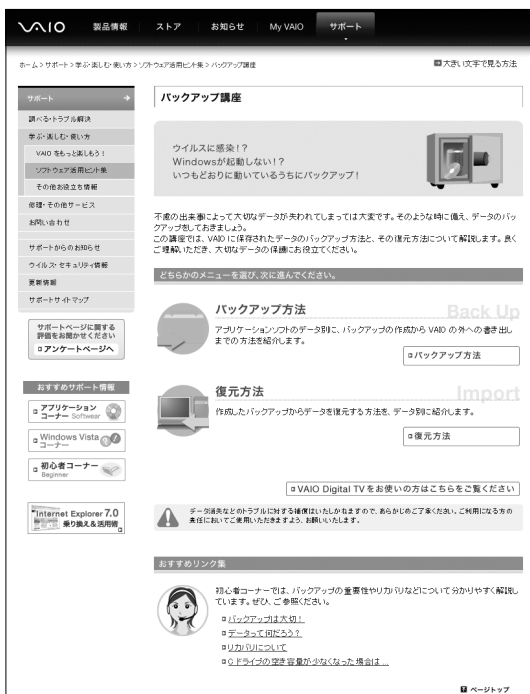 VAIO 製品情報 ストア お知らせ My VAIO サポート
ホーム > サポート > 学ぶ・楽しむ・使い方 > ソフトウェア活用ヒント集 > バックアップ講座
大きい文字で見る方法
サポート
調べる・トラブル解決
学ぶ・楽しむ・使い方
VAIO をもっと楽しもう!
ソフトウェア活用ヒント集
その他お役立ち情報
修理・その他サービス
お問い合わせ
サポートからのお知らせ
ウイルス・セキュリティ情報
更新情報
サポートサイトマップ
サポートページに関する
評価をお聞かせください
アンケートページへ
おすすめサポート情報
アプリケーション
コーナー Softwear
Windows Vista
コーナー
初心者コーナー
Beginner
Internet Explorer 7.0
乗り換え&活用術
バックアップ講座
ウイルスに感染!?
Windowsが起動しない!?
いつもどおりに動いているうちにバックアップ!
不慮の出来事によって大切なデータが失われてしまっては大変です。そのような時に備え、データのバッ
クアップをしておきましょう。
この講座では、VAIO に保存されたデータのバックアップ方法と、その復元方法について解説します。良く
ご理解いただき、大切なデータの保護にお役立てください。
どちらかのメニューを選び、次に進んでください。
バックアップ方法
Back Up
アプリケーションソフトのデータ別に、バックアップの作成から VAIO の外への書き出し
までの方法を紹介します。
バックアップ方法
復元方法
Import
作成したバックアップからデータを復元する方法を、データ別に紹介します。
復元方法
VAIO Digital TV をお使いの方はこちらをご覧ください
データ消失などのトラブルに対する補償はいたしかねますので、あらかじめご了承ください。ご利用になる方の
責任においてご使用いただきますよう、お願いいたします。
おすすめリンク集
初心者コーナーでは、バックアップの重要性やリカバリなどについて分かりやすく解説し
ています。ぜひ、ご参照ください。
バックアップは大切!
データって何だろう?
リカバリについて
C ドライブの空き容量が少なくなった場合は ...
ページトップ